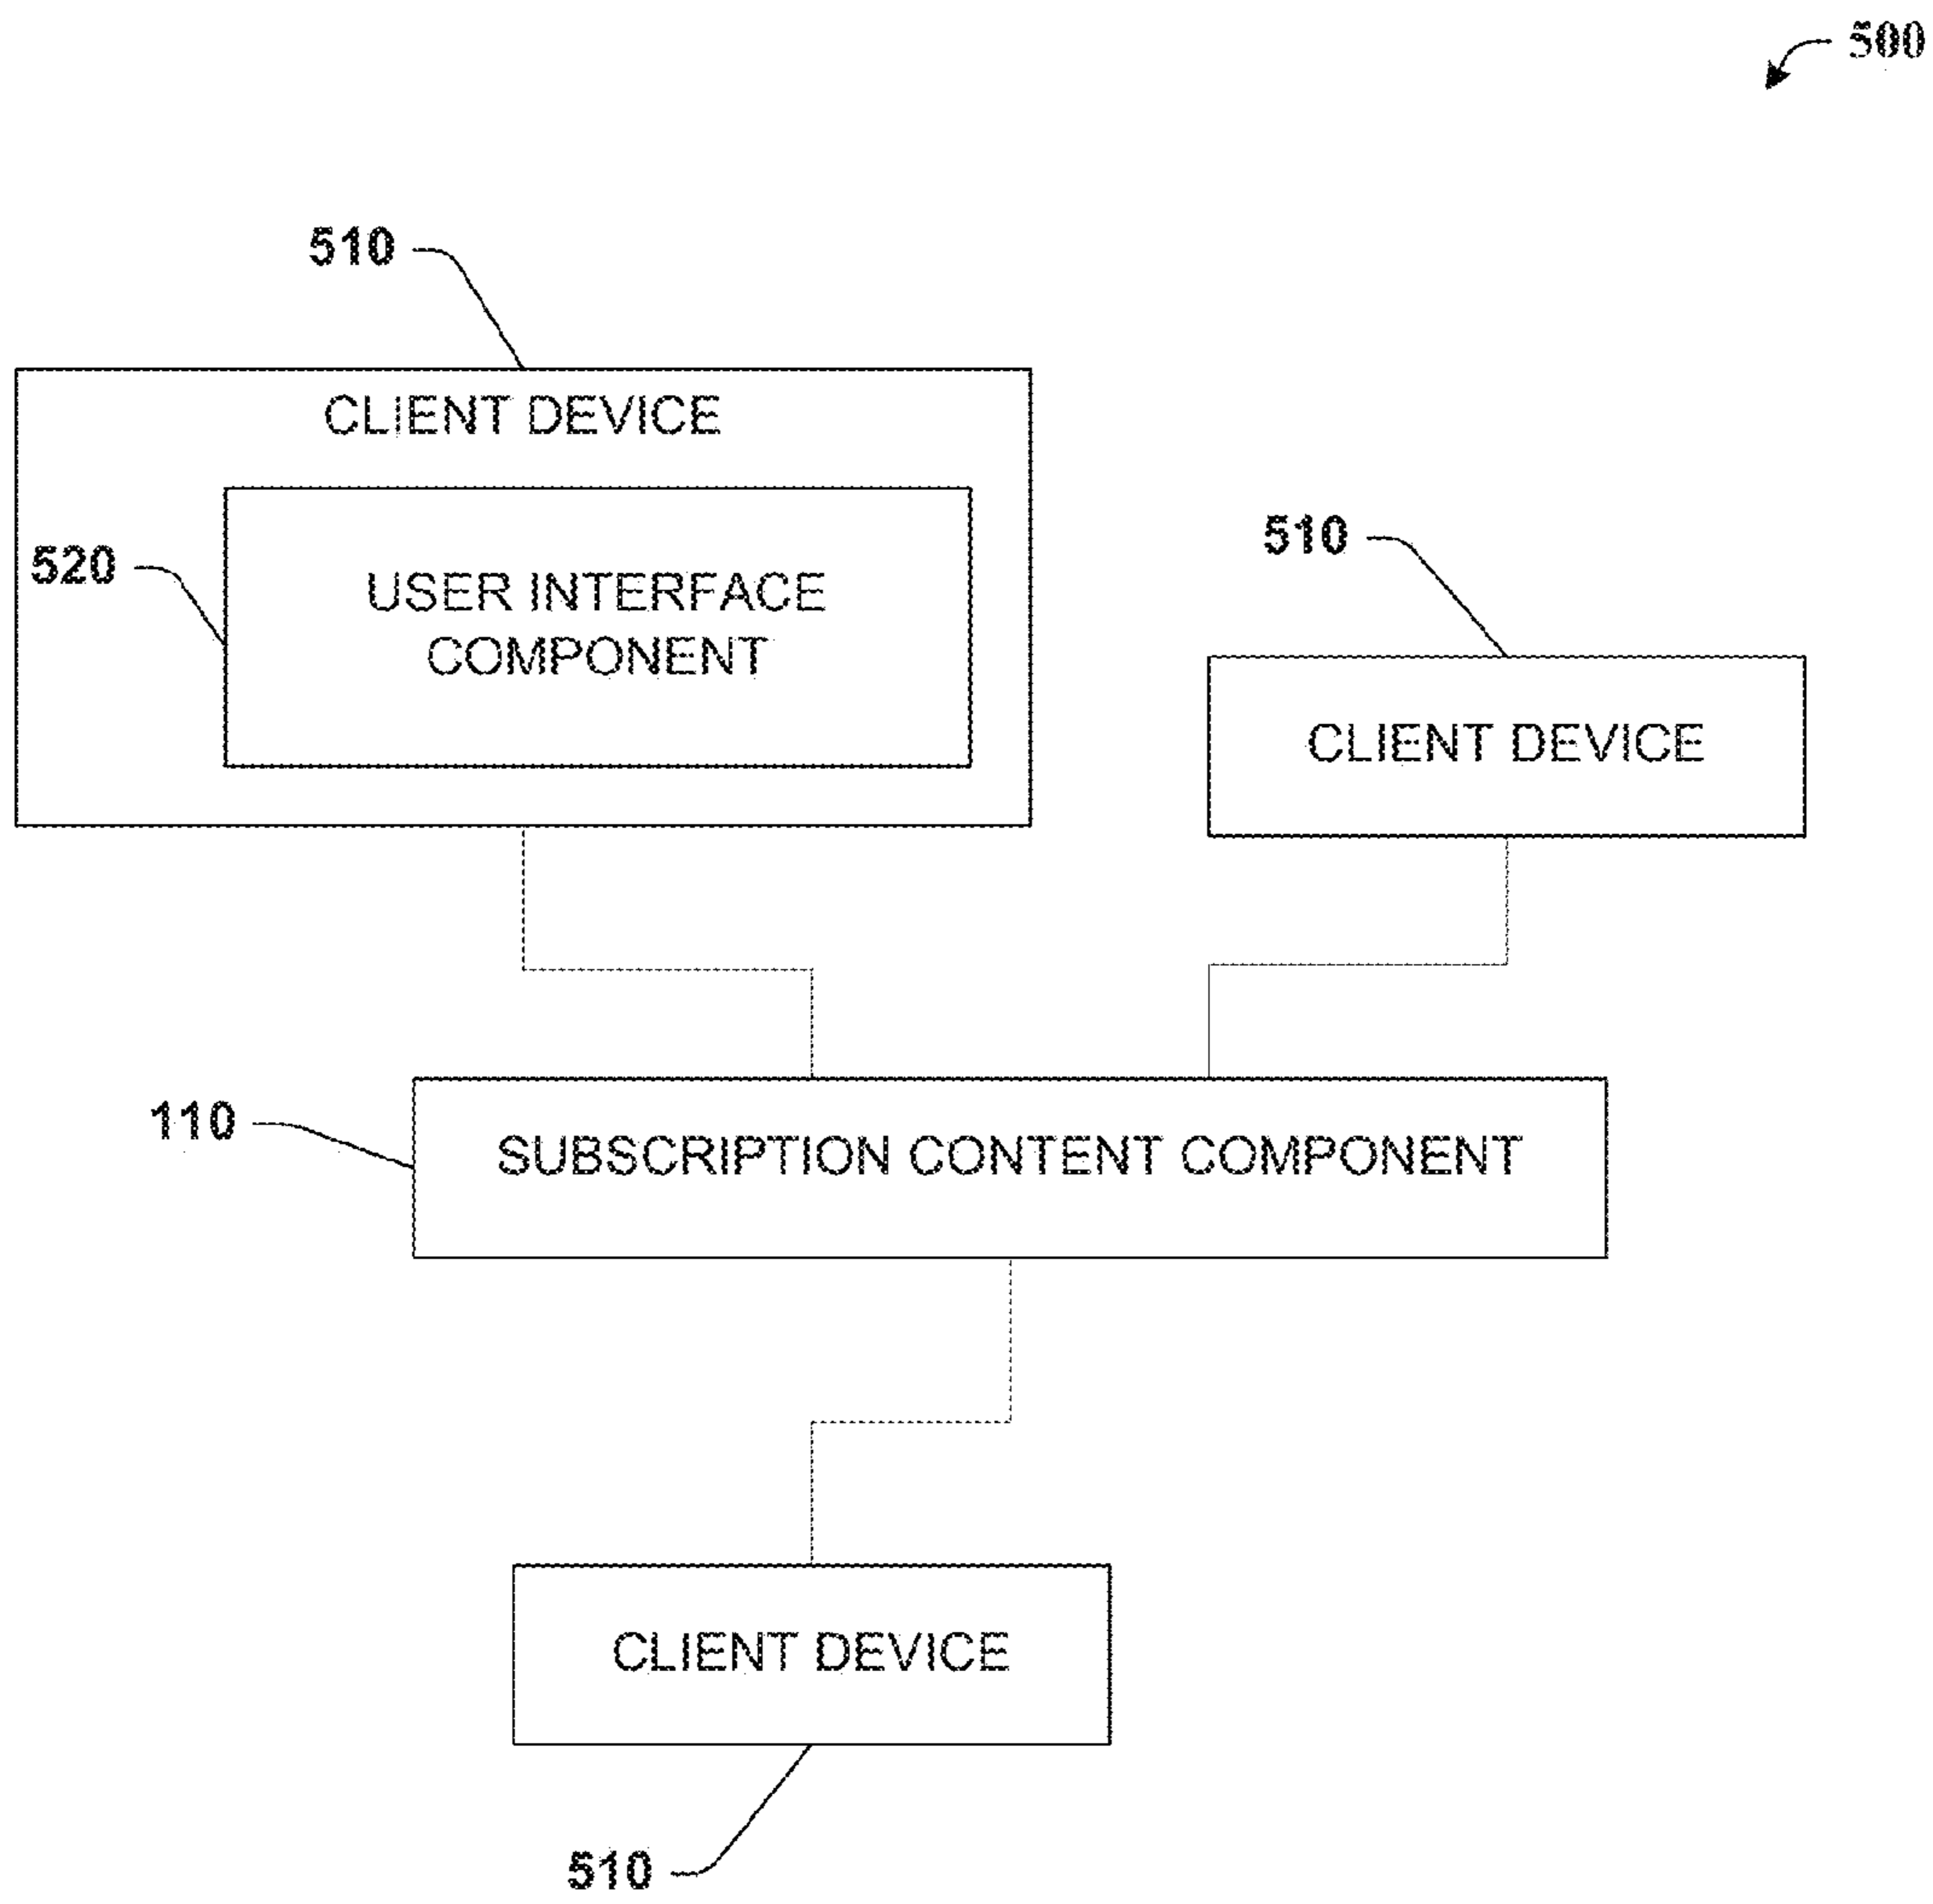 500
510
CLIENT DEVICE
520
USER INTERFACE
COMPONENT
510
CLIENT DEVICE
110
SUBSCRIPTION CONTENT COMPONENT
CLIENT DEVICE
510